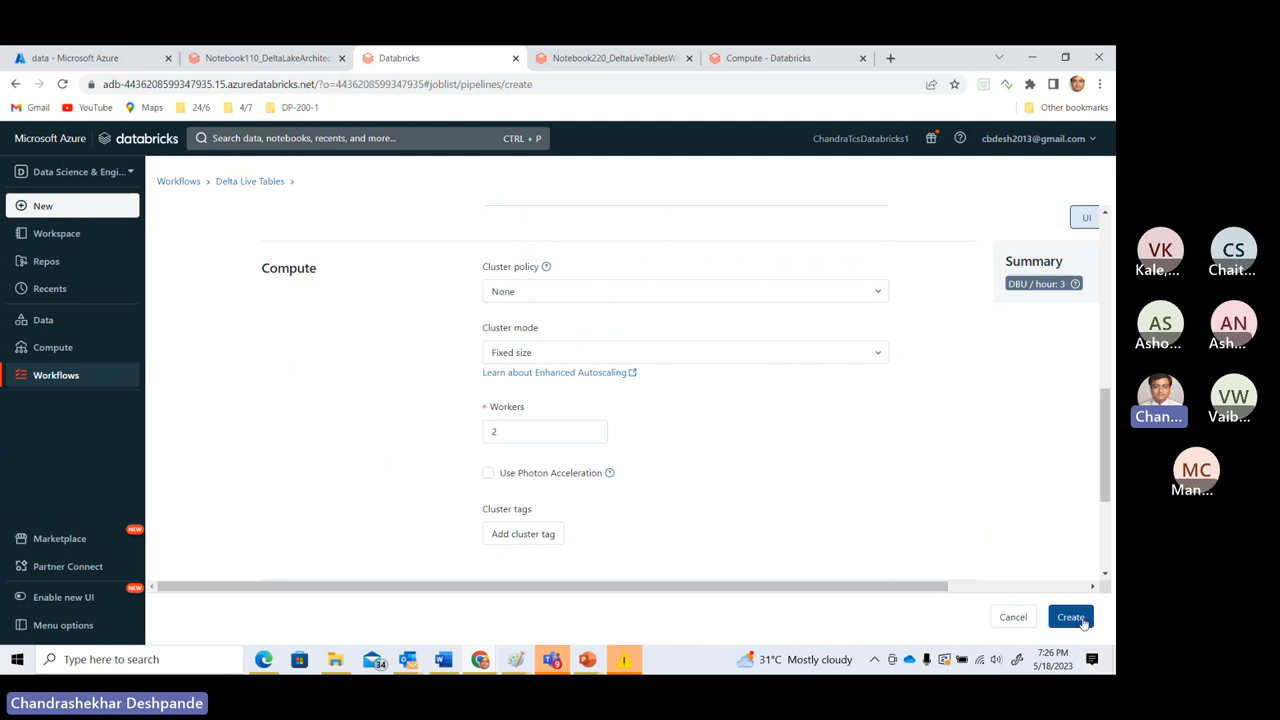 data - Microsoft Azure
Notebook110_DeltaLakeArchitec
Databricks
Notebook220_DeltaLiveTablesWi
Compute - Databricks
adb-4436208599347935.15.azuredatabricks.net/?o=4436208599347935#joblist/pipelines/create
Gmail YouTube Maps 24/6 4/7 DP-200-1 Other bookmarks
Microsoft Azure databricks Search data, notebooks, recents, and more... CTRL + P ChandraTcsDatabricks1 cbdesh2013@gmail.com
D Data Science & Engi...
New
Workspace
Repos
Recents
Data
Compute
Workflows
Marketplace NEW
Partner Connect
Enable new UI NEW
Menu options
Workflows > Delta Live Tables >
UI
Compute
Cluster policy
None
Cluster mode
Fixed size
Learn about Enhanced Autoscaling
* Workers
2
Use Photon Acceleration
Cluster tags
Add cluster tag
Summary
DBU / hour: 3
Cancel Create
Type here to search
34
9
31°C Mostly cloudy
7:26 PM
5/18/2023
VK CS
Kale,... Chait...
AS AN
Asho... Ash...
VW
Chan... Vaib...
MC
Man...
Chandrashekhar Deshpande